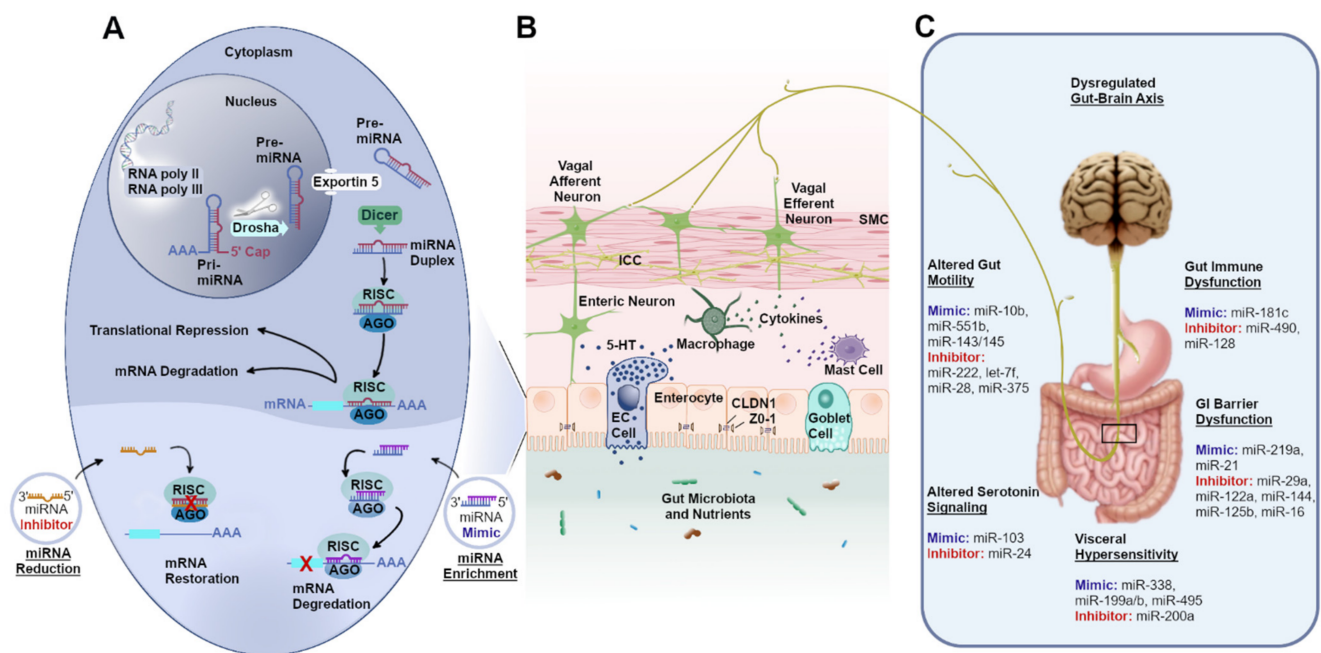 A
Cytoplasm
Nucleus
Pre-
miRNA
Pre-
miRNA
RNA poly II
RNA poly III
Exportin 5
Drosha
AAA
5' Cap
Pri-
miRNA
Dicer
miRNA
Duplex
RISC
AGO
Translational Repression
mRNA Degradation
RISC
AGO
mRNA
AAA
3' 5'
miRNA
Inhibitor
miRNA
Reduction
RISC
X
AGO
AAA
mRNA
Restoration
RISC
AGO
RISC
AGO
X
AAA
mRNA
Degredation
3' 5'
miRNA
Mimic
miRNA
Enrichment
B
Vagal
Afferent
Neuron
Vagal
Efferent
Neuron
SMC
ICC
Enteric Neuron
Macrophage
Cytokines
Mast Cell
5-HT
EC
Cell
Enterocyte
CLDN1
Z0-1
Goblet
Cell
Gut Microbiota
and Nutrients
C
Dysregulated
Gut-Brain Axis
Altered Gut
Motility
Mimic: miR-10b,
miR-551b,
miR-143/145
Inhibitor:
miR-222, let-7f,
miR-28, miR-375
Gut Immune
Dysfunction
Mimic: miR-181c
Inhibitor: miR-490,
miR-128
GI Barrier
Dysfunction
Mimic: miR-219a,
miR-21
Inhibitor: miR-29a,
miR-122a, miR-144,
miR-125b, miR-16
Altered Serotonin
Signaling
Mimic: miR-103
Inhibitor: miR-24
Visceral
Hypersensitivity
Mimic: miR-338,
miR-199a/b, miR-495
Inhibitor: miR-200a